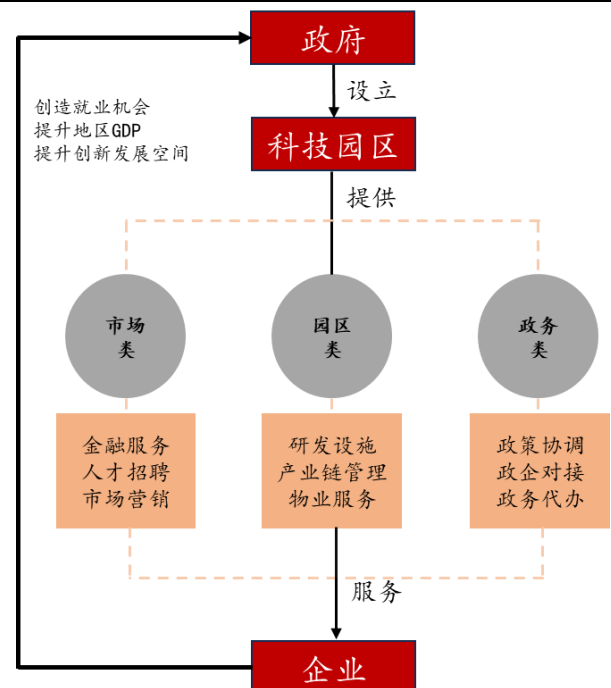 政府
设立
创造就业机会
提升地区GDP
提升创新发展空间
科技园区
提供
市场
类
园区
类
政务
类
金融服务
人才招聘
市场营销
研发设施
产业链管理
物业服务
政策协调
政企对接
政务代办
服务
企业